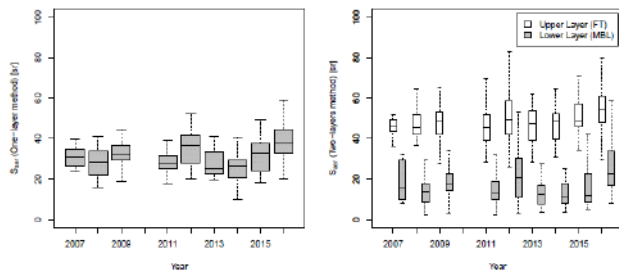 100
80
60
40
20
0
S_aer (One-layer method) [sr]
2007 2009 2011 2013 2015
Year
100
80
60
40
20
0
S_aer (Two-layers method) [sr]
Upper Layer (FT)
Lower Layer (MBL)
2007 2009 2011 2013 2015
Year